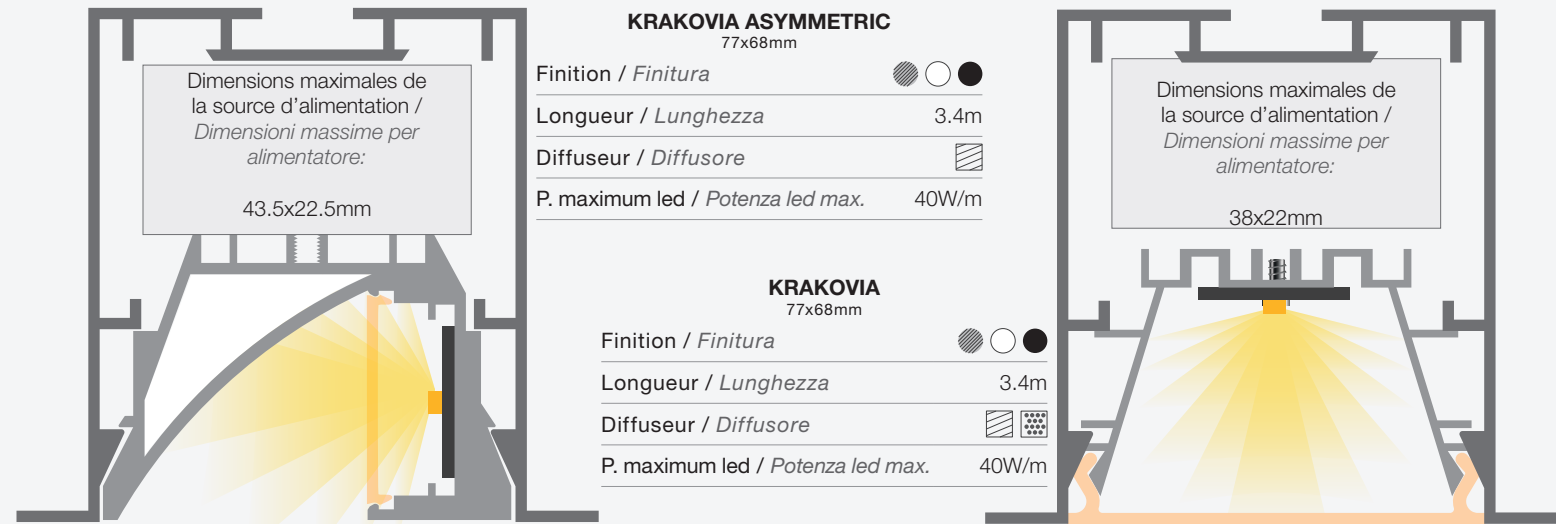 Dimensions maximales de
la source d’alimentation /
Dimensioni massime per
alimentatore:
43.5x22.5mm
KRAKOVIA ASYMMETRIC
77x68mm
Finition / Finitura
Longueur / Lunghezza 3.4m
Diffuseur / Diffusore
P. maximum led / Potenza led max. 40W/m
KRAKOVIA
77x68mm
Finition / Finitura
Longueur / Lunghezza 3.4m
Diffuseur / Diffusore
P. maximum led / Potenza led max. 40W/m
Dimensions maximales de
la source d’alimentation /
Dimensioni massime per
alimentatore:
38x22mm